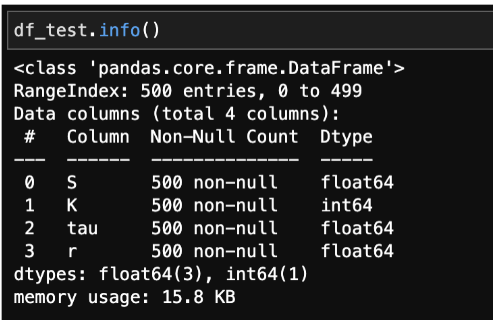 df_test.info()
<class 'pandas.core.frame.DataFrame'>
RangeIndex: 500 entries, 0 to 499
Data columns (total 4 columns):
 #   Column  Non-Null Count  Dtype
---  ------  --------------  -----
 0   S       500 non-null    float64
 1   K       500 non-null    int64
 2   tau     500 non-null    float64
 3   r       500 non-null    float64
dtypes: float64(3), int64(1)
memory usage: 15.8 KB